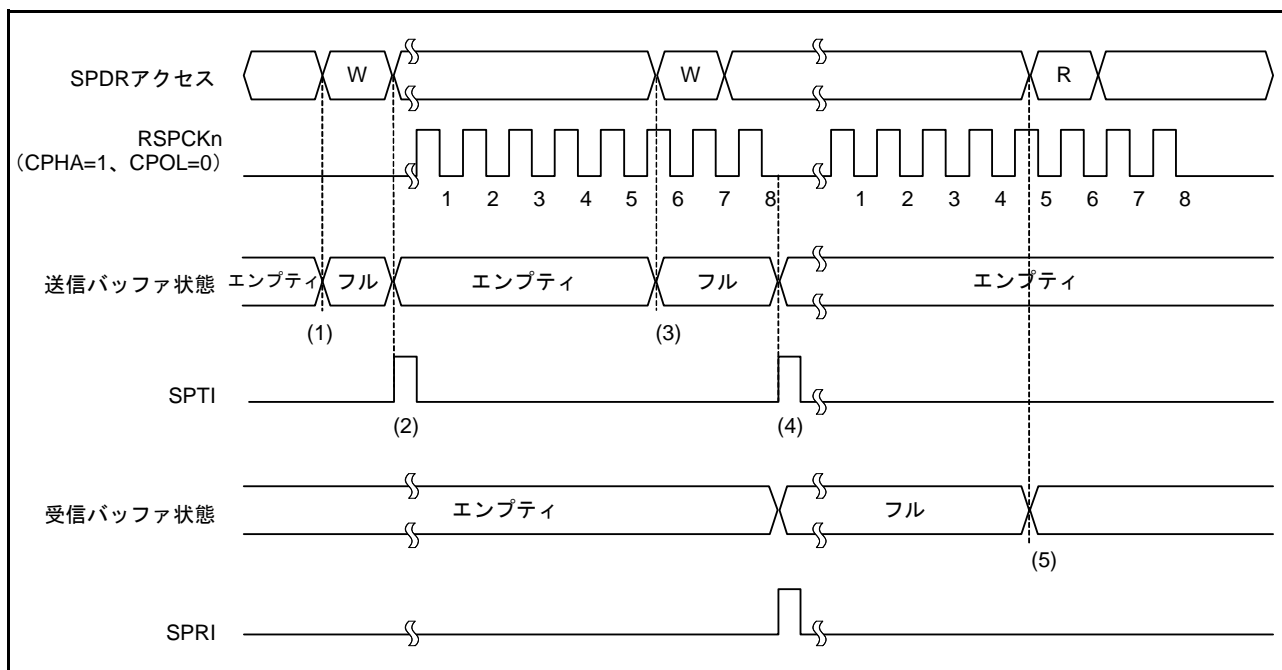 SPDRアクセス
W
W
R
RSPCKn
（CPHA=1、CPOL=0）
1 2 3 4 5 6 7 8 1 2 3 4 5 6 7 8
送信バッファ状態
エンプティ
フル
エンプティ
フル
エンプティ
(1)
(3)
SPTI
(2)
(4)
受信バッファ状態
エンプティ
フル
(5)
SPRI